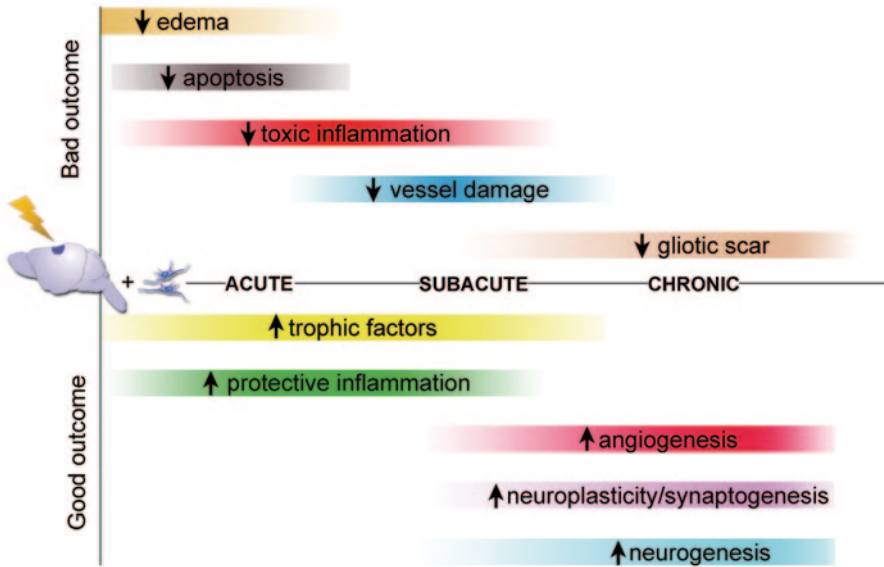 Bad outcome
↓ edema
↓ apoptosis
↓ toxic inflammation
↓ vessel damage
↓ gliotic scar
+ ACUTE SUBACUTE CHRONIC
Good outcome
↑ trophic factors
↑ protective inflammation
↑ angiogenesis
↑ neuroplasticity/synaptogenesis
↑ neurogenesis